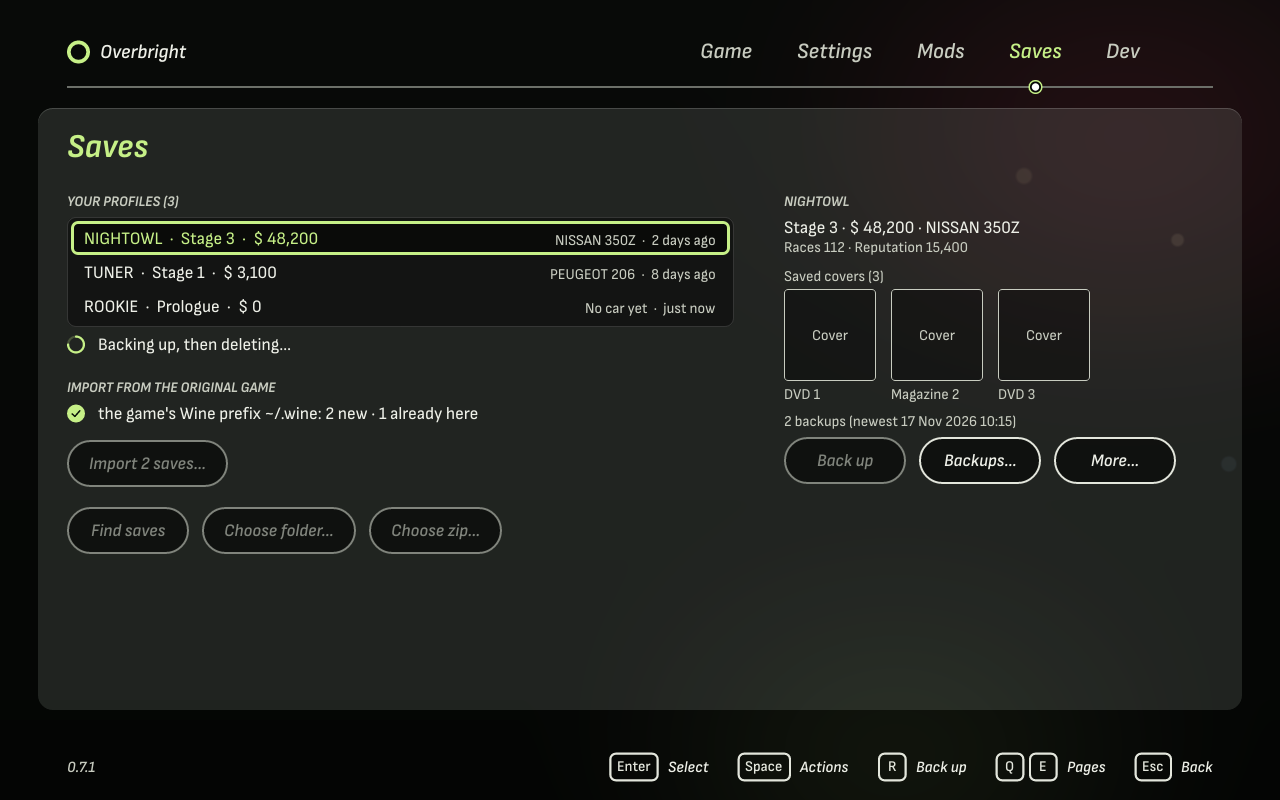 Overbright
Game Settings Mods Saves Dev
Saves
YOUR PROFILES (3)
NIGHTOWL · Stage 3 · $ 48,200 NISSAN 350Z · 2 days ago
TUNER · Stage 1 · $ 3,100 PEUGEOT 206 · 8 days ago
ROOKIE · Prologue · $ 0 No car yet · just now
Backing up, then deleting...
IMPORT FROM THE ORIGINAL GAME
the game's Wine prefix ~/.wine: 2 new · 1 already here
Import 2 saves...
Find saves Choose folder... Choose zip...
NIGHTOWL
Stage 3 · $ 48,200 · NISSAN 350Z
Races 112 · Reputation 15,400
Saved covers (3)
Cover Cover Cover
DVD 1 Magazine 2 DVD 3
2 backups (newest 17 Nov 2026 10:15)
Back up Backups... More...
0.7.1
Enter Select Space Actions R Back up Q E Pages Esc Back